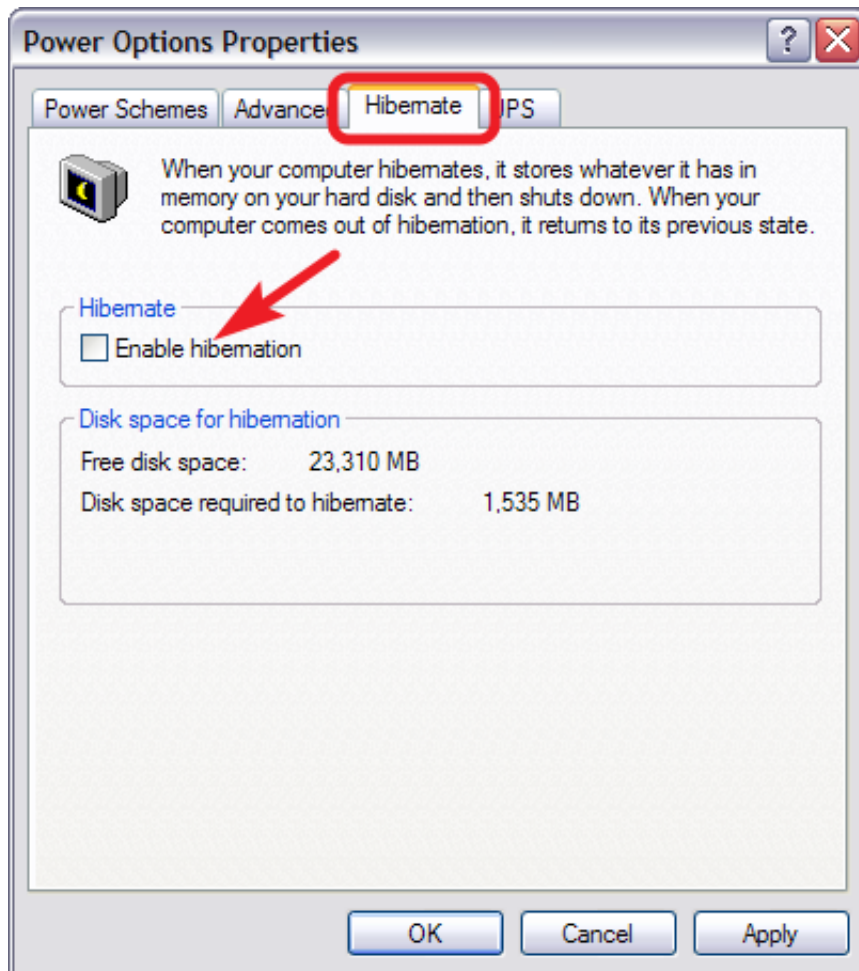 Power Options Properties
?
Power Schemes Advanced Hibernate UPS
When your computer hibernates, it stores whatever it has in
memory on your hard disk and then shuts down. When your
computer comes out of hibernation, it returns to its previous state.
Hibernate
Enable hibernation
Disk space for hibernation
Free disk space: 23,310 MB
Disk space required to hibernate: 1,535 MB
OK Cancel Apply